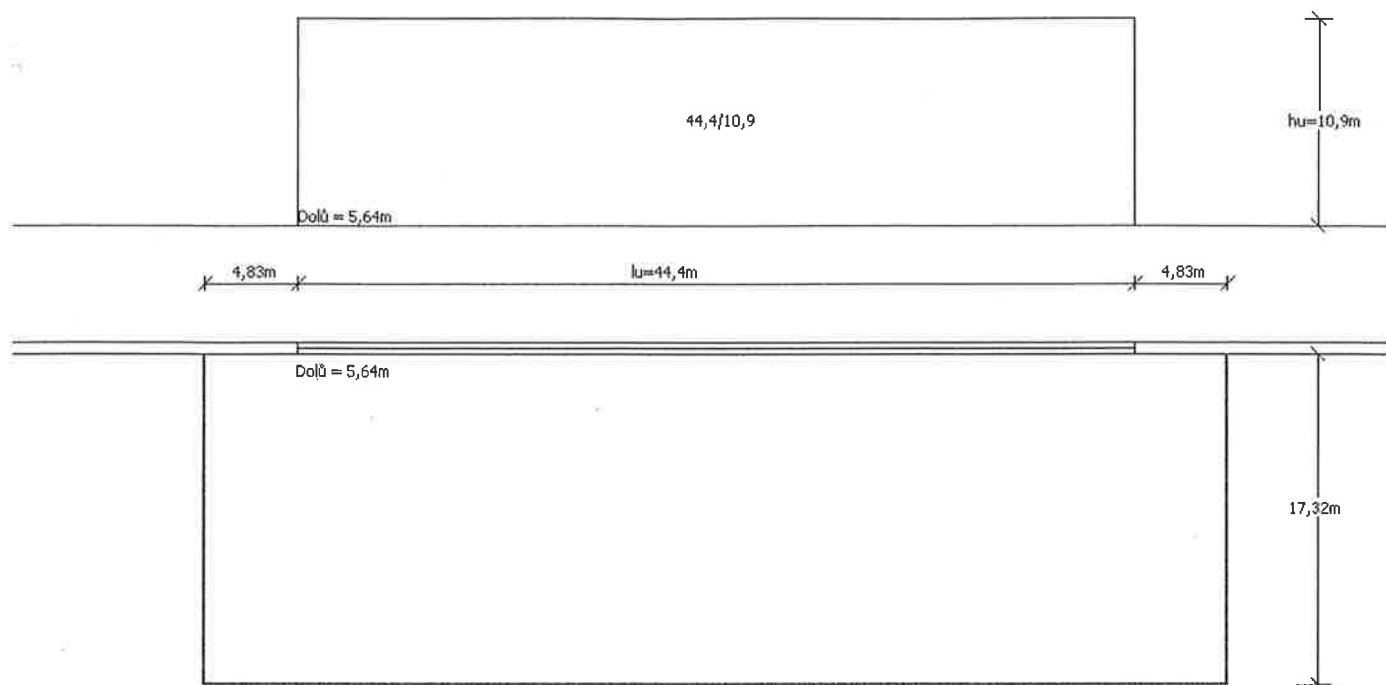 44,4/10,9
hu=10,9m
Dolů = 5,64m
4,83m
lu=44,4m
4,83m
Dolů = 5,64m
17,32m